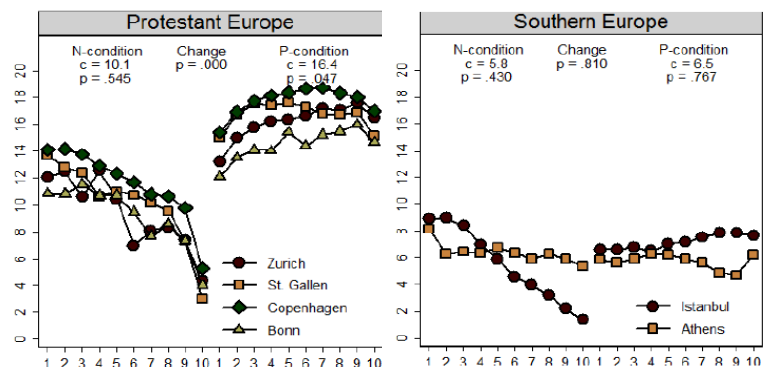 Protestant Europe
N-condition Change P-condition
c = 10.1 p = .000 c = 16.4
p = .545 p = .047
20
18
16
14
12
10
8
6
4
2
0
Zurich
St. Gallen
Copenhagen
Bonn
1 2 3 4 5 6 7 8 9 10 1 2 3 4 5 6 7 8 9 10
Southern Europe
N-condition Change P-condition
c = 5.8 p = .810 c = 6.5
p = .430 p = .767
20
18
16
14
12
10
8
6
4
2
0
Istanbul
Athens
1 2 3 4 5 6 7 8 9 10 1 2 3 4 5 6 7 8 9 10